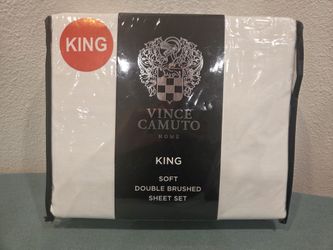 KING
VINCE
CAMUTO
HOME
KING
SOFT
DOUBLE BRUSHED
SHEET SET